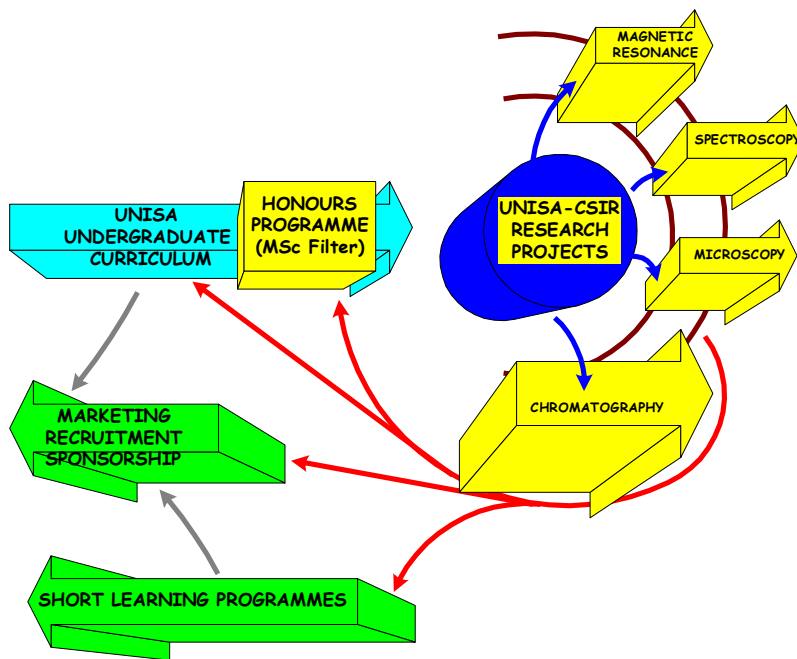 MAGNETIC
RESONANCE
SPECTROSCOPY
HONOURS
PROGRAMME
(MSc Filter)
UNISA
UNDERGRADUATE
CURRICULUM
UNISA-CSIR
RESEARCH
PROJECTS
MICROSCOPY
CHROMATOGRAPHY
MARKETING
RECRUITMENT
SPONSORSHIP
SHORT LEARNING PROGRAMMES